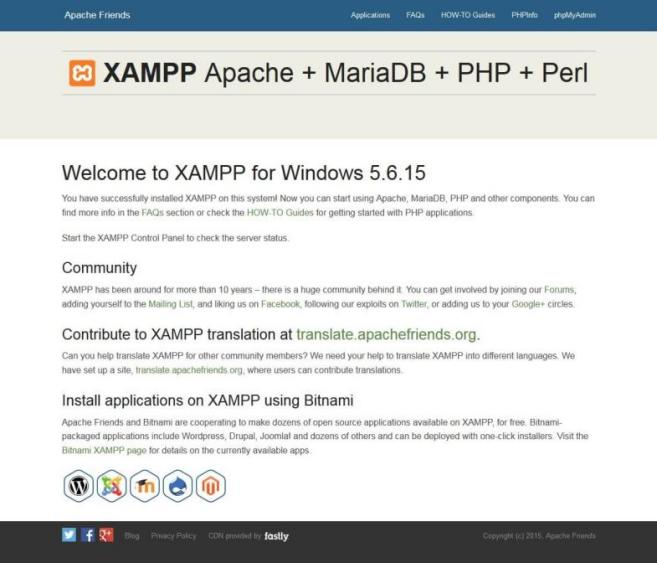 Apache Friends
Applications FAQs HOW-TO Guides PHPInfo phpMyAdmin
XAMPP Apache + MariaDB + PHP + Perl
Welcome to XAMPP for Windows 5.6.15
You have successfully installed XAMPP on this system! Now you can start using Apache, MariaDB, PHP and other components. You can
find more info in the FAQs section or check the HOW-TO Guides for getting started with PHP applications.
Start the XAMPP Control Panel to check the server status.
Community
XAMPP has been around for more than 10 years – there is a huge community behind it. You can get involved by joining our Forums,
adding yourself to the Mailing List, and liking us on Facebook, following our exploits on Twitter, or adding us to your Google+ circles.
Contribute to XAMPP translation at translate.apachefriends.org.
Can you help translate XAMPP for other community members? We need your help to translate XAMPP into different languages. We
have set up a site, translate.apachefriends.org, where users can contribute translations.
Install applications on XAMPP using Bitnami
Apache Friends and Bitnami are cooperating to make dozens of open source applications available on XAMPP, for free. Bitnami-
packaged applications include Wordpress, Drupal, Joomla! and dozens of others and can be deployed with one-click installers. Visit the
Bitnami XAMPP page for details on the currently available apps.
Blog Privacy Policy CDN provided by fastly
Copyright (c) 2015, Apache Friends